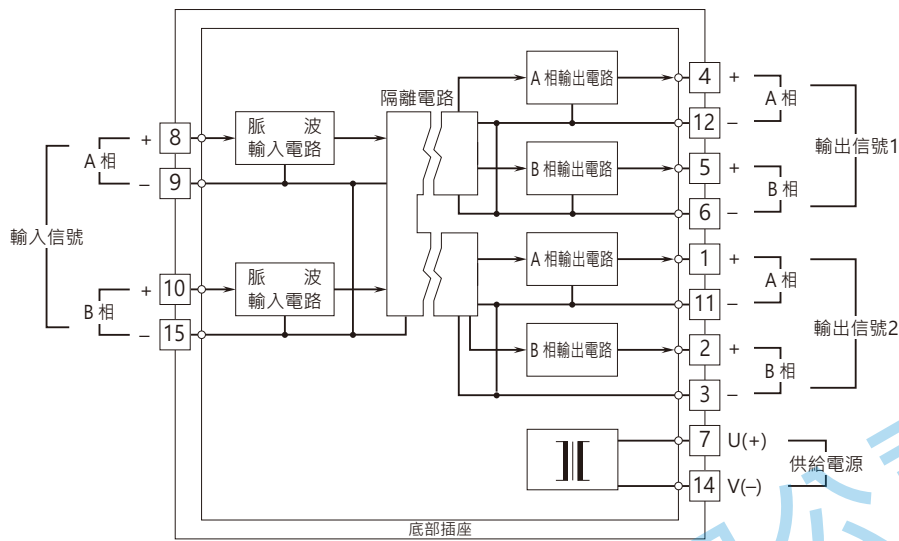 隔離電路
A 相輸出電路
4 +
A 相
12 –
輸出信號1
B 相輸出電路
5 +
B 相
6 –
脈 波
輸入電路
+ 8
A 相
– 9
輸入信號
脈 波
輸入電路
+ 10
B 相
– 15
A 相輸出電路
1 +
A 相
11 –
輸出信號2
B 相輸出電路
2 +
B 相
3 –
7 U(+)
供給電源
14 V(–)
底部插座